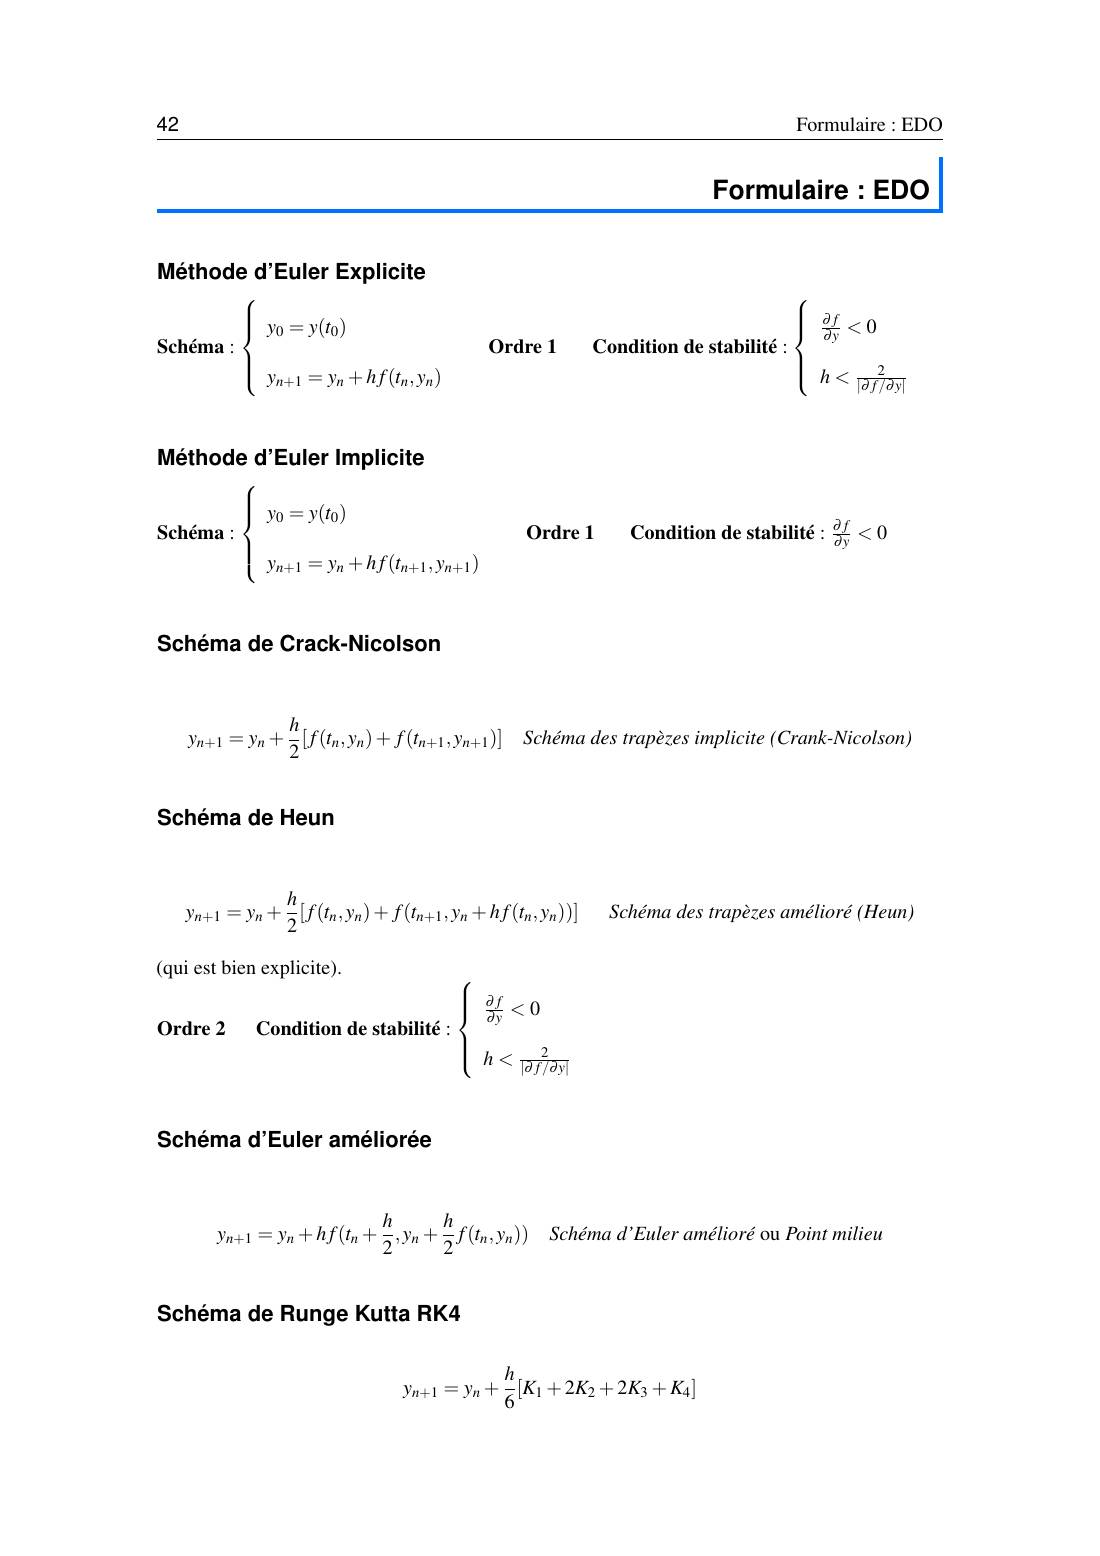 42 Formulaire : EDO
Formulaire : EDO
Méthode d'Euler Explicite
Schéma : { y₀ = y(t₀) ; yₙ₊₁ = yₙ + h f(tₙ, yₙ) Ordre 1 Condition de stabilité : { ∂f/∂y < 0 ; h < 2/|∂f/∂y|
Méthode d'Euler Implicite
Schéma : { y₀ = y(t₀) ; yₙ₊₁ = yₙ + h f(tₙ₊₁, yₙ₊₁) Ordre 1 Condition de stabilité : ∂f/∂y < 0
Schéma de Crack-Nicolson
yₙ₊₁ = yₙ + h/2 [f(tₙ, yₙ) + f(tₙ₊₁, yₙ₊₁)] Schéma des trapèzes implicite (Crank-Nicolson)
Schéma de Heun
yₙ₊₁ = yₙ + h/2 [f(tₙ, yₙ) + f(tₙ₊₁, yₙ + h f(tₙ, yₙ))] Schéma des trapèzes amélioré (Heun)
(qui est bien explicite).
Ordre 2 Condition de stabilité : { ∂f/∂y < 0 ; h < 2/|∂f/∂y|
Schéma d'Euler améliorée
yₙ₊₁ = yₙ + h f(tₙ + h/2, yₙ + h/2 f(tₙ, yₙ)) Schéma d'Euler amélioré ou Point milieu
Schéma de Runge Kutta RK4
yₙ₊₁ = yₙ + h/6 [K₁ + 2K₂ + 2K₃ + K₄]